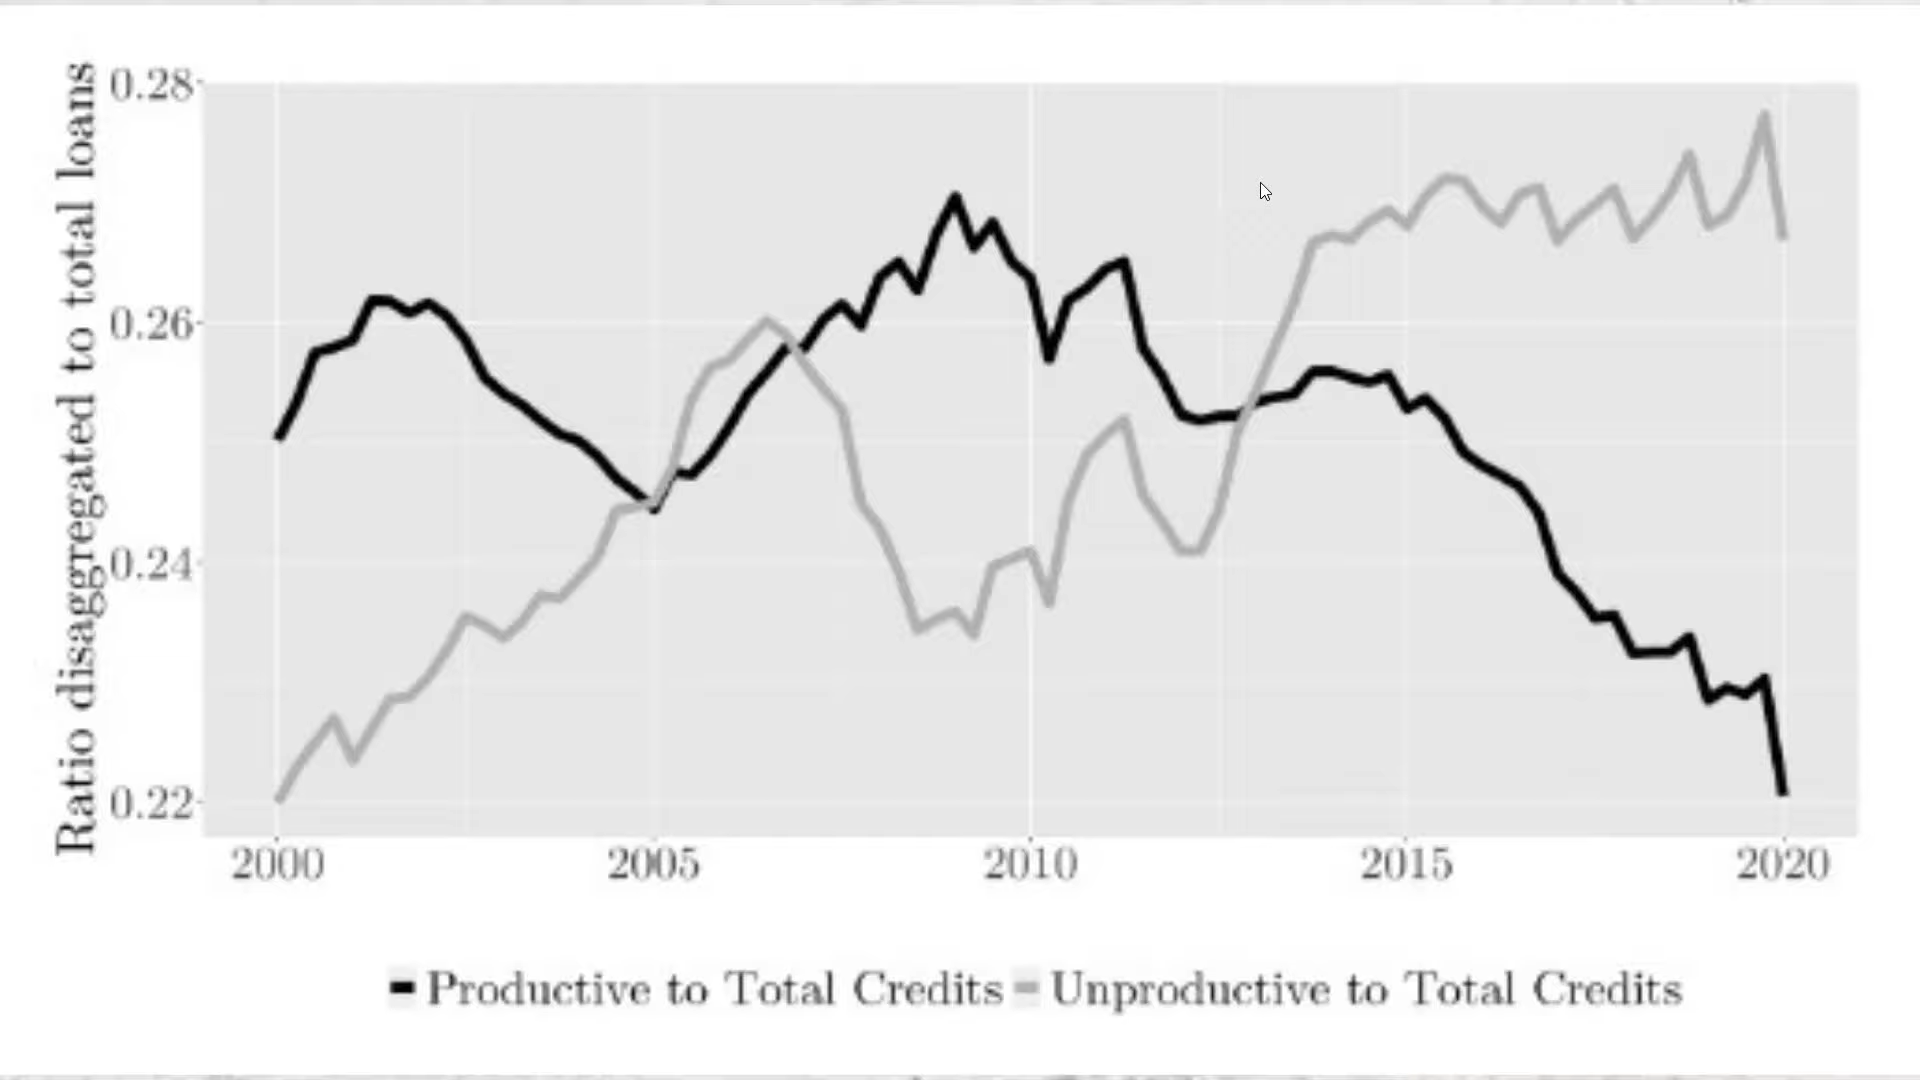 Ratio disaggregated to total loans
0.28
0.26
0.24
0.22
2000 2005 2010 2015 2020
Productive to Total Credits Unproductive to Total Credits